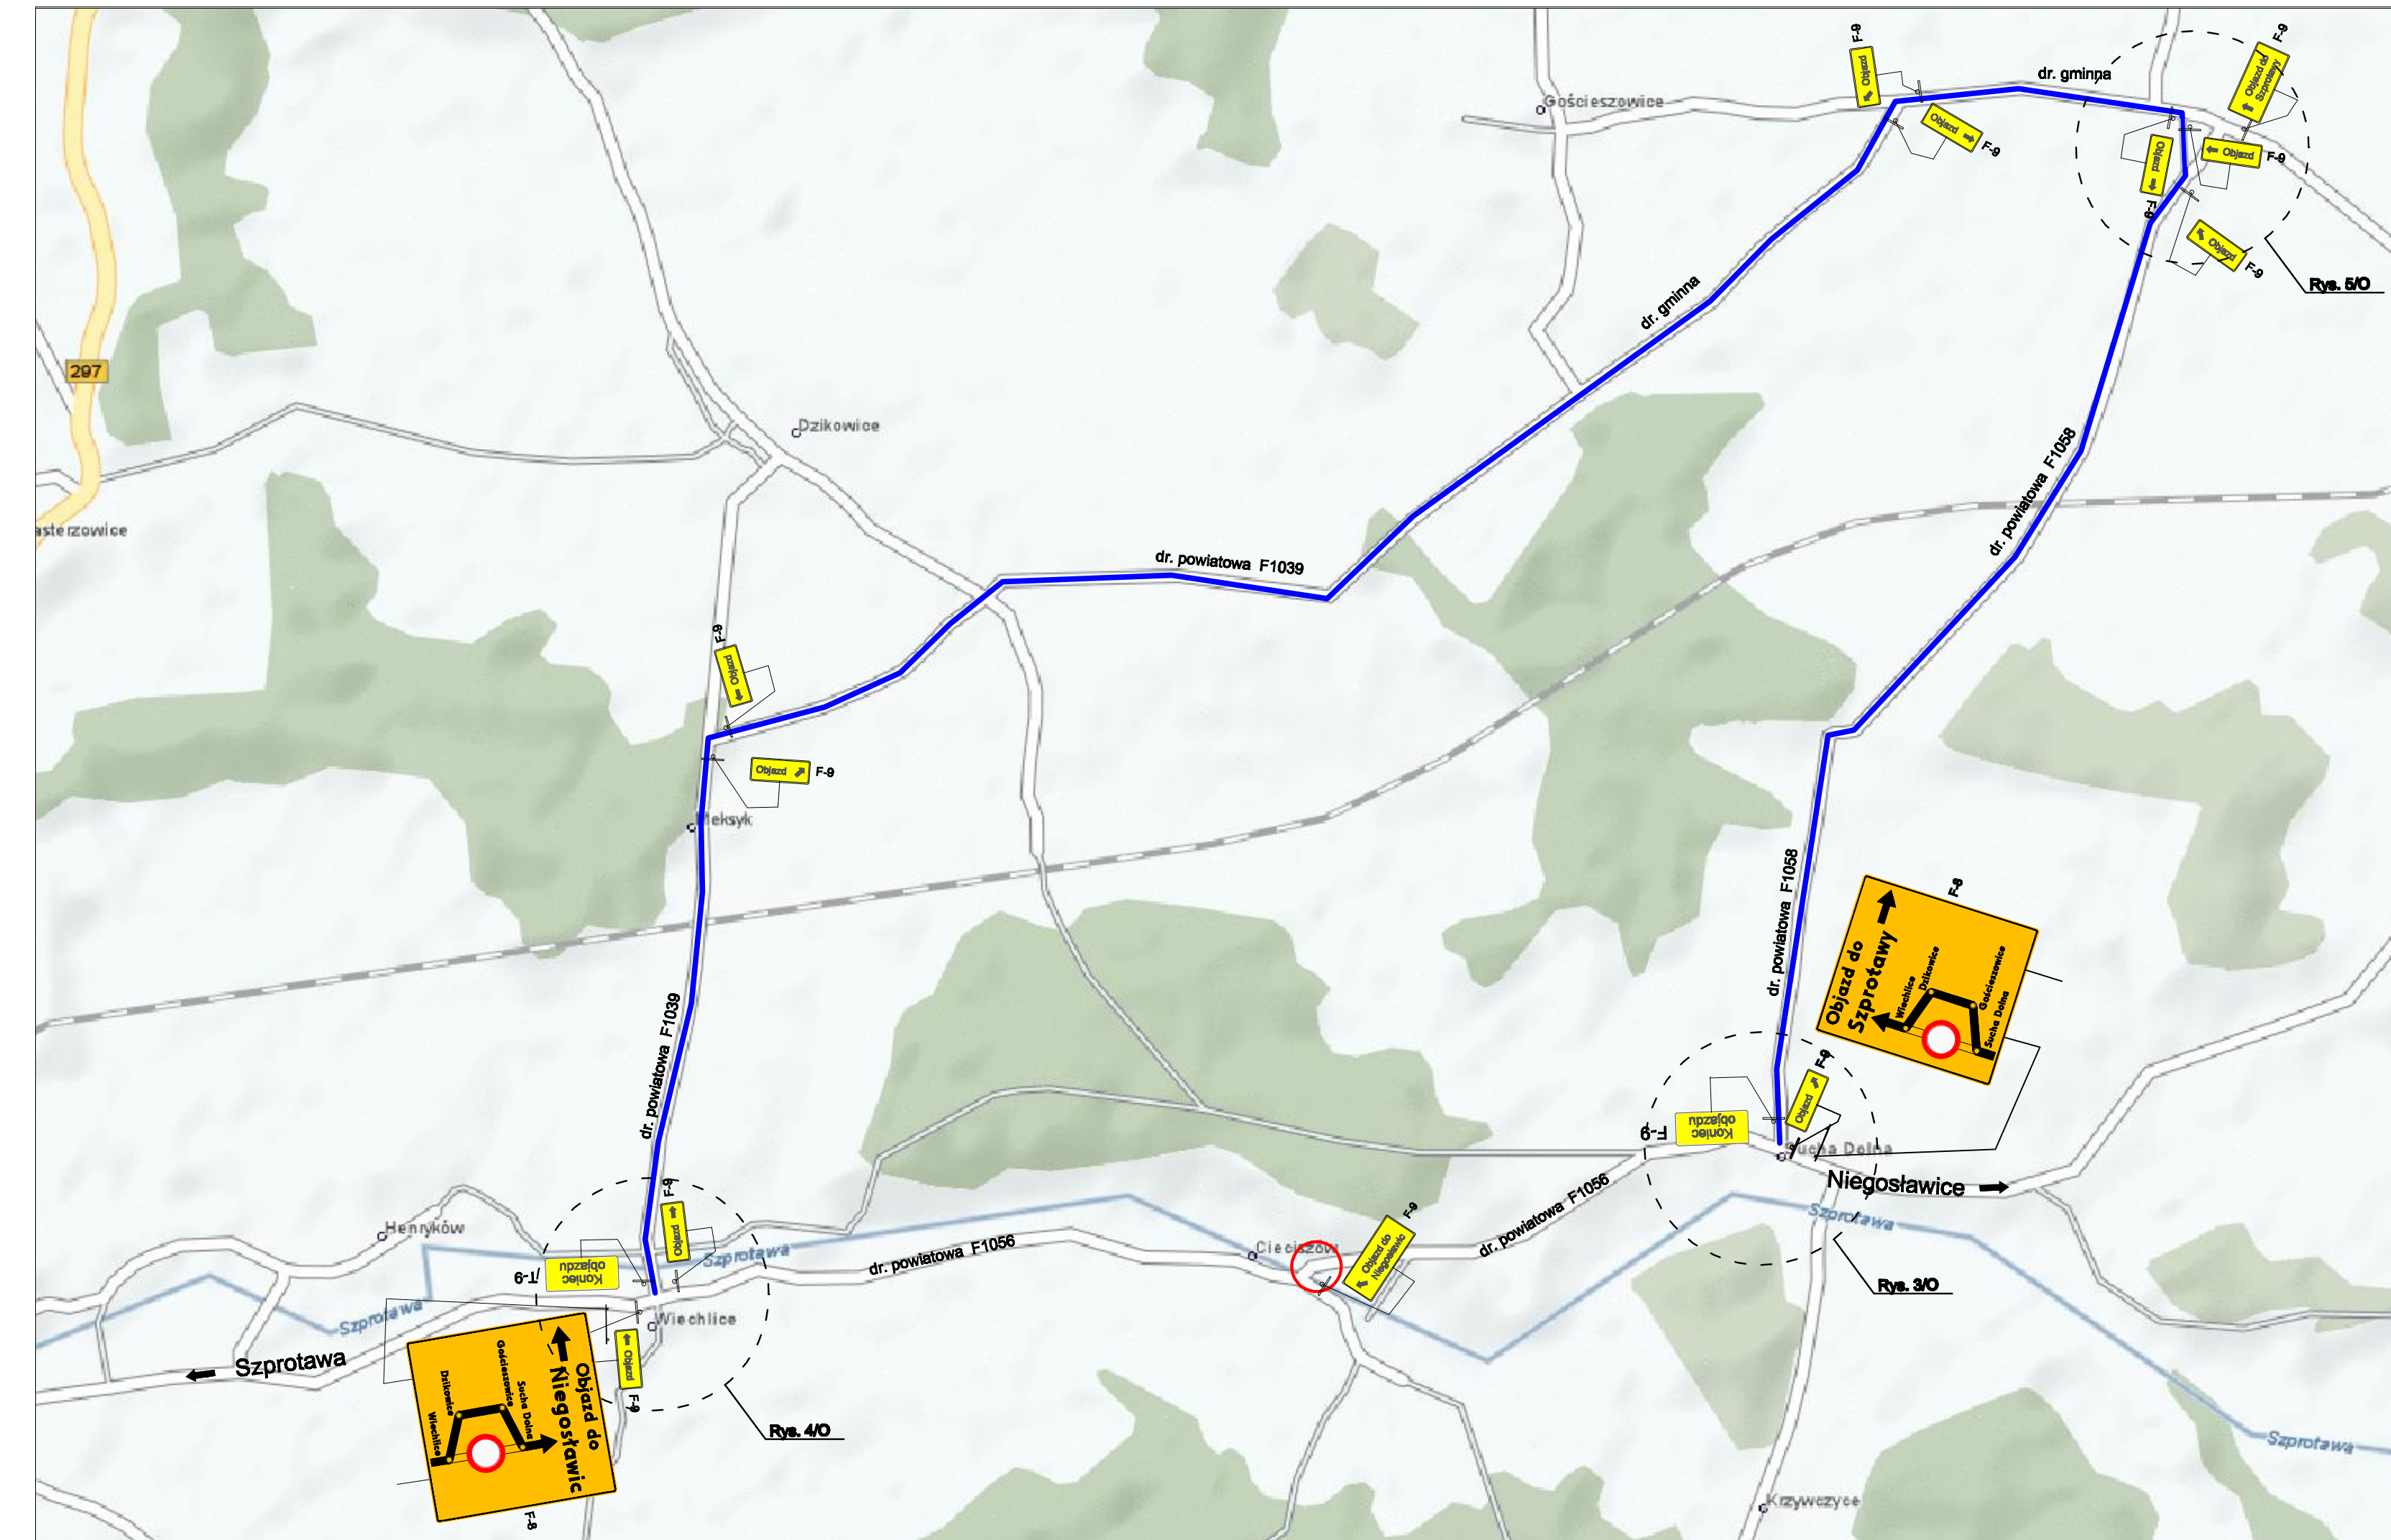 F-9
Objazd
dr. gminna
F-9
Objazd do
Szprotawy
Gościeszowice
Objazd
F-9
Objazd
F-9
Objazd
F-9
Objazd
F-9
Rys. 5/O
dr. gminna
297
Dzikowice
dr. powiatowa F1058
asterzowice
dr. powiatowa F1039
F-9
Objazd
Objazd
F-9
Meksyk
dr. powiatowa F1058
F-8
Objazd do
Szprotawy
Wiechlice
Dzikowice
Gościeszowice
Sucha Dolna
dr. powiatowa F1039
F-9
Objazd
F-9
Koniec
objazdu
Sucha Dolna
Niegosławice
Henryków
F-9
Objazd
Szprotawa
dr. powiatowa F1056
Cieciszów
F-9
Objazd do
Niegosławic
dr. powiatowa F1056
Szprotawa
Rys. 3/O
T-9
Koniec
objazdu
Szprotawa
Wiechlice
Szprotawa
Objazd
F-9
Objazd do
Niegosławic
Wiechlice
Dzikowice
Gościeszowice
Sucha Dolna
F-8
Rys. 4/O
Szprotawa
Krzywczyce